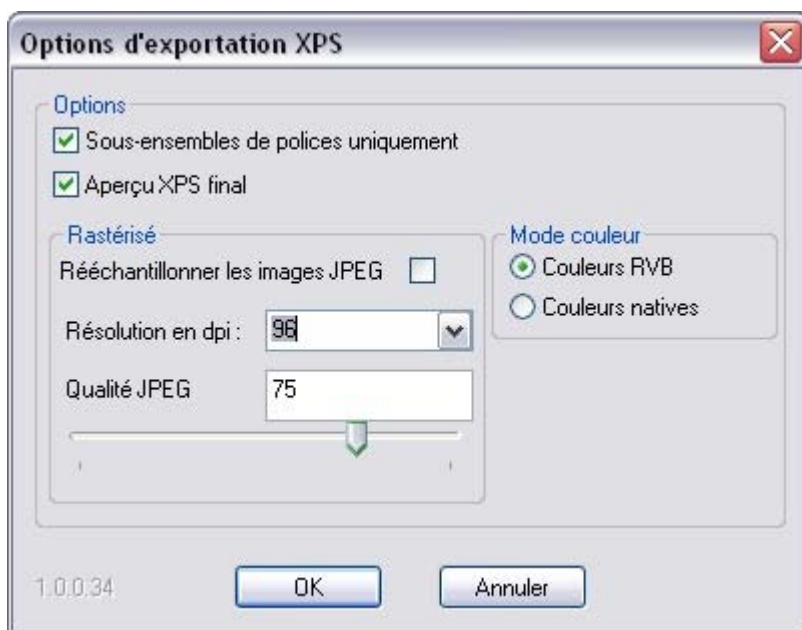 Options d'exportation XPS
Options
Sous-ensembles de polices uniquement
Aperçu XPS final
Rastérisé
Rééchantillonner les images JPEG
Résolution en dpi :
96
Qualité JPEG
75
Mode couleur
Couleurs RVB
Couleurs natives
1.0.0.34
OK
Annuler